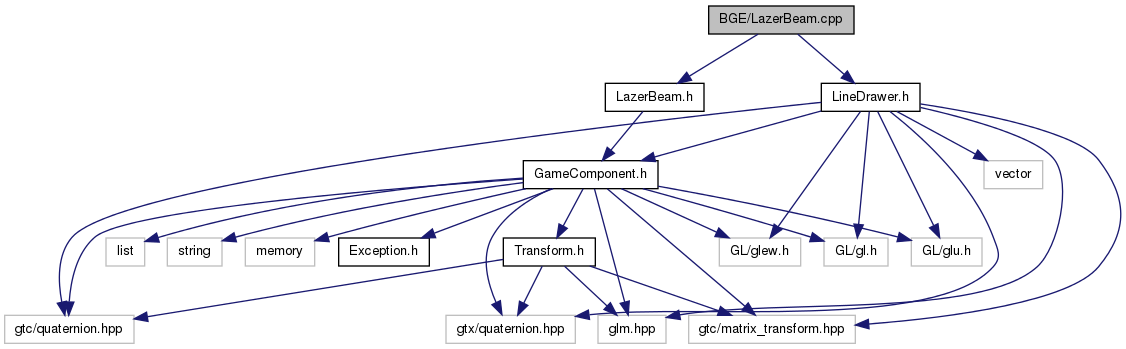 BGE/LazerBeam.cpp
LazerBeam.h
LineDrawer.h
GameComponent.h
vector
list
string
memory
Exception.h
Transform.h
GL/glew.h
GL/gl.h
GL/glu.h
gtc/quaternion.hpp
gtx/quaternion.hpp
glm.hpp
gtc/matrix_transform.hpp